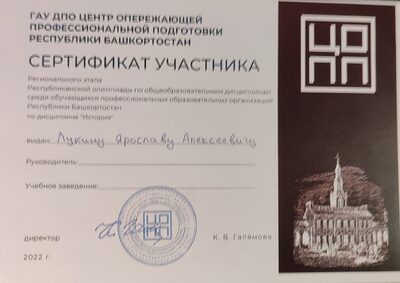 ГАУ ДПО ЦЕНТР ОПЕРЕЖАЮЩЕЙ
ПРОФЕССИОНАЛЬНОЙ ПОДГОТОВКИ
РЕСПУБЛИКИ БАШКОРТОСТАН
СЕРТИФИКАТ УЧАСТНИКА
Регионального этапа
Республиканской олимпиады по общеобразовательным дисциплинам
среди обучающихся профессиональных образовательных организаций
Республики Башкортостан
по дисциплине "История"
выдан: Лукину Ярославу Алексеевичу
Руководитель:
Учебное заведение:
директор
К. В. Галямова
2022 г.
ЦО
ПП
ЦО
ПП